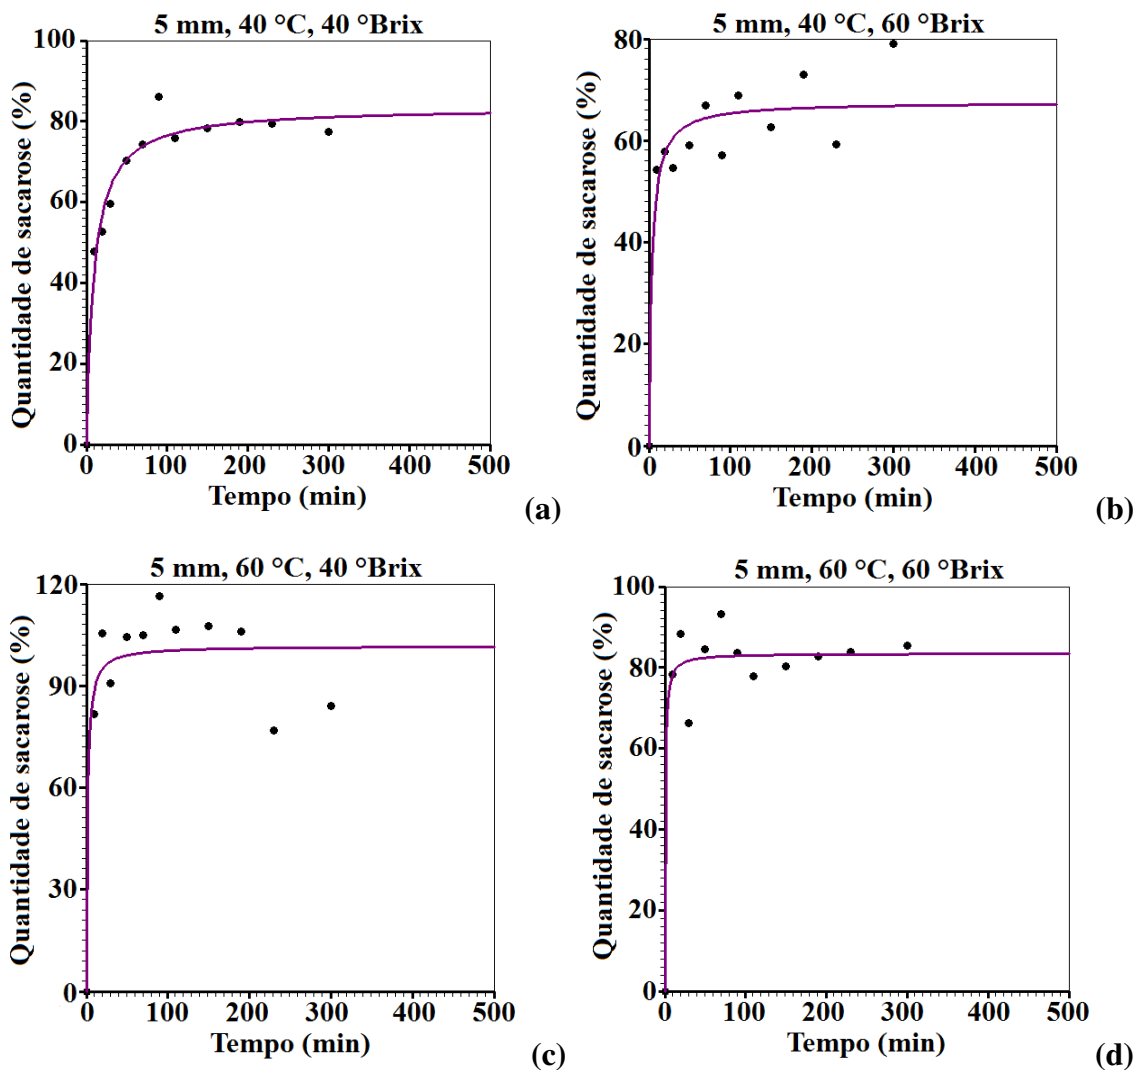 5 mm, 40 °C, 40 °Brix
100
80
60
40
20
0
Quantidade de sacarose (%)
0 100 200 300 400 500
Tempo (min)
(a)
5 mm, 40 °C, 60 °Brix
80
60
40
20
0
Quantidade de sacarose (%)
0 100 200 300 400 500
Tempo (min)
(b)
5 mm, 60 °C, 40 °Brix
120
90
60
30
0
Quantidade de sacarose (%)
0 100 200 300 400 500
Tempo (min)
(c)
5 mm, 60 °C, 60 °Brix
100
80
60
40
20
0
Quantidade de sacarose (%)
0 100 200 300 400 500
Tempo (min)
(d)